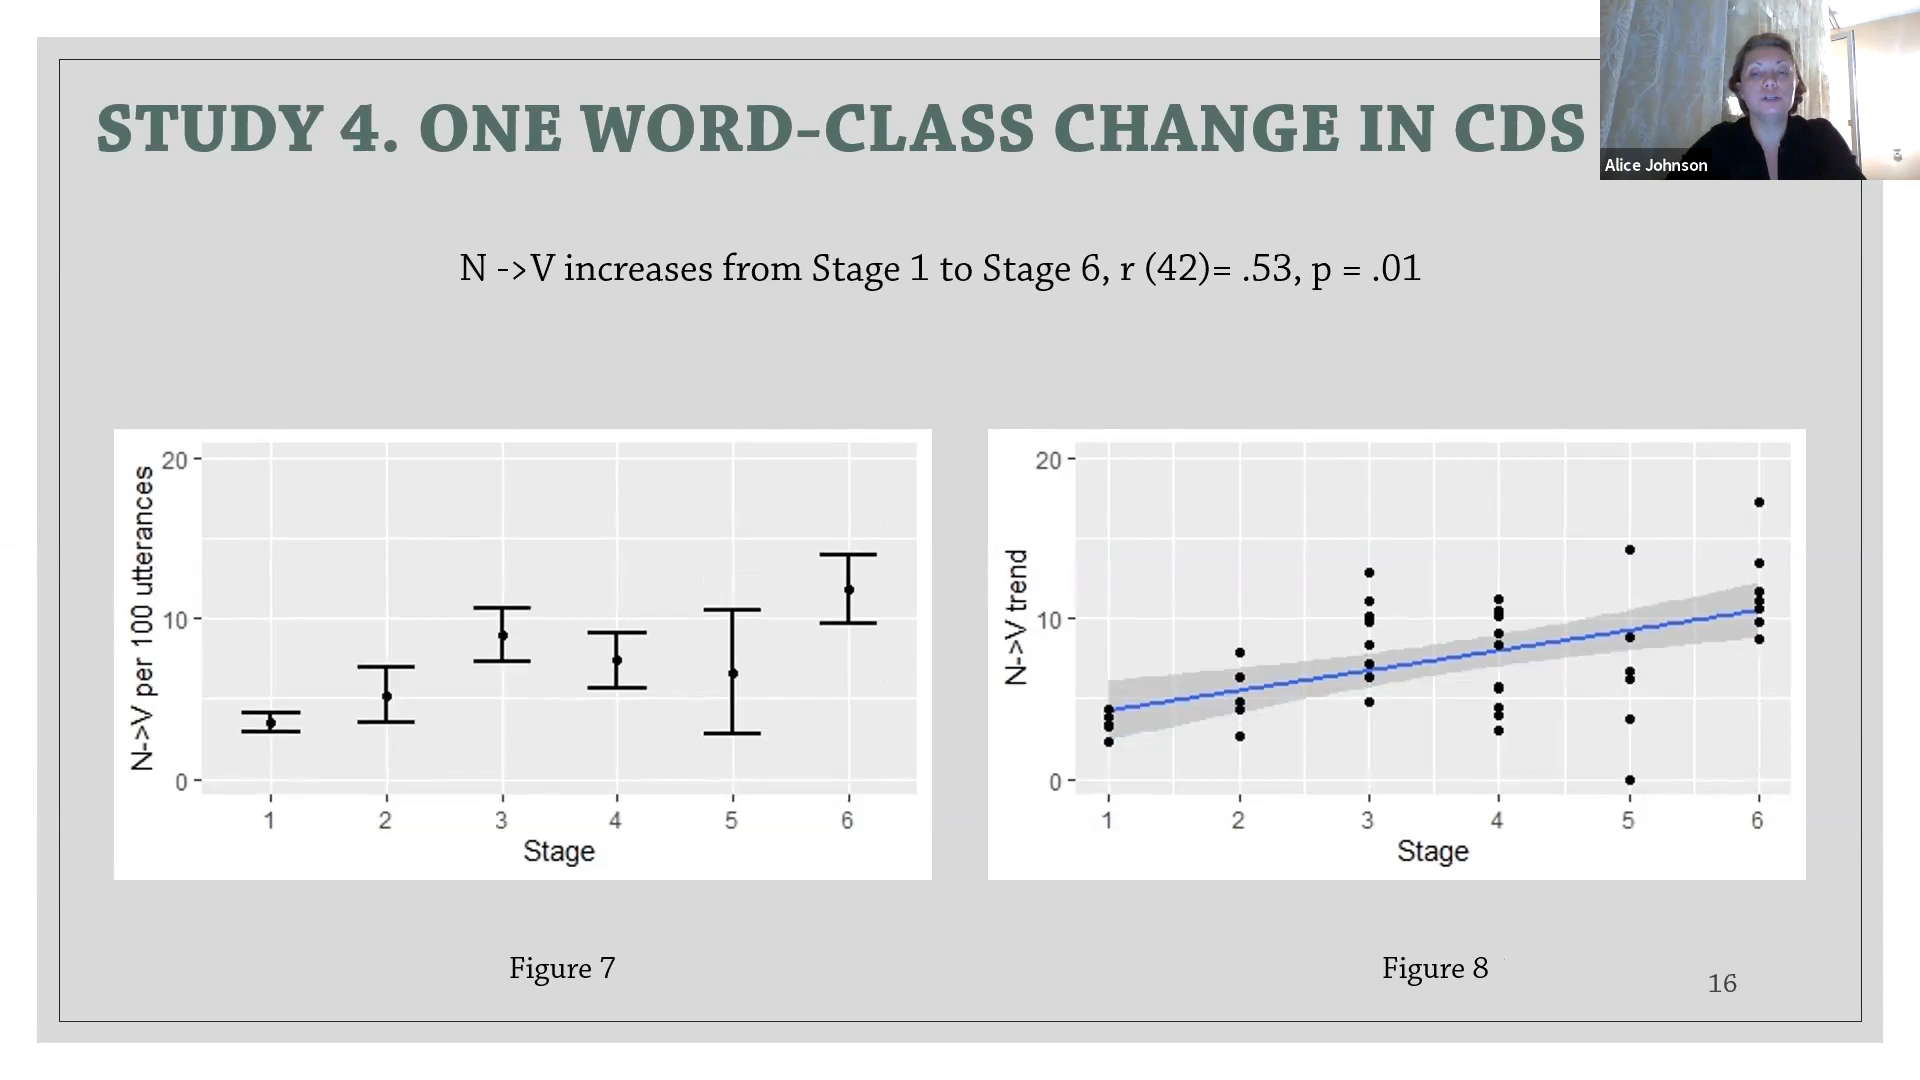 STUDY 4. ONE WORD-CLASS CHANGE IN CDS
Alice Johnson
N ->V increases from Stage 1 to Stage 6, r (42)= .53, p = .01
N->V per 100 utterances
20
10
0
1 2 3 4 5 6
Stage
N->V trend
20
10
0
1 2 3 4 5 6
Stage
Figure 7
Figure 8
16